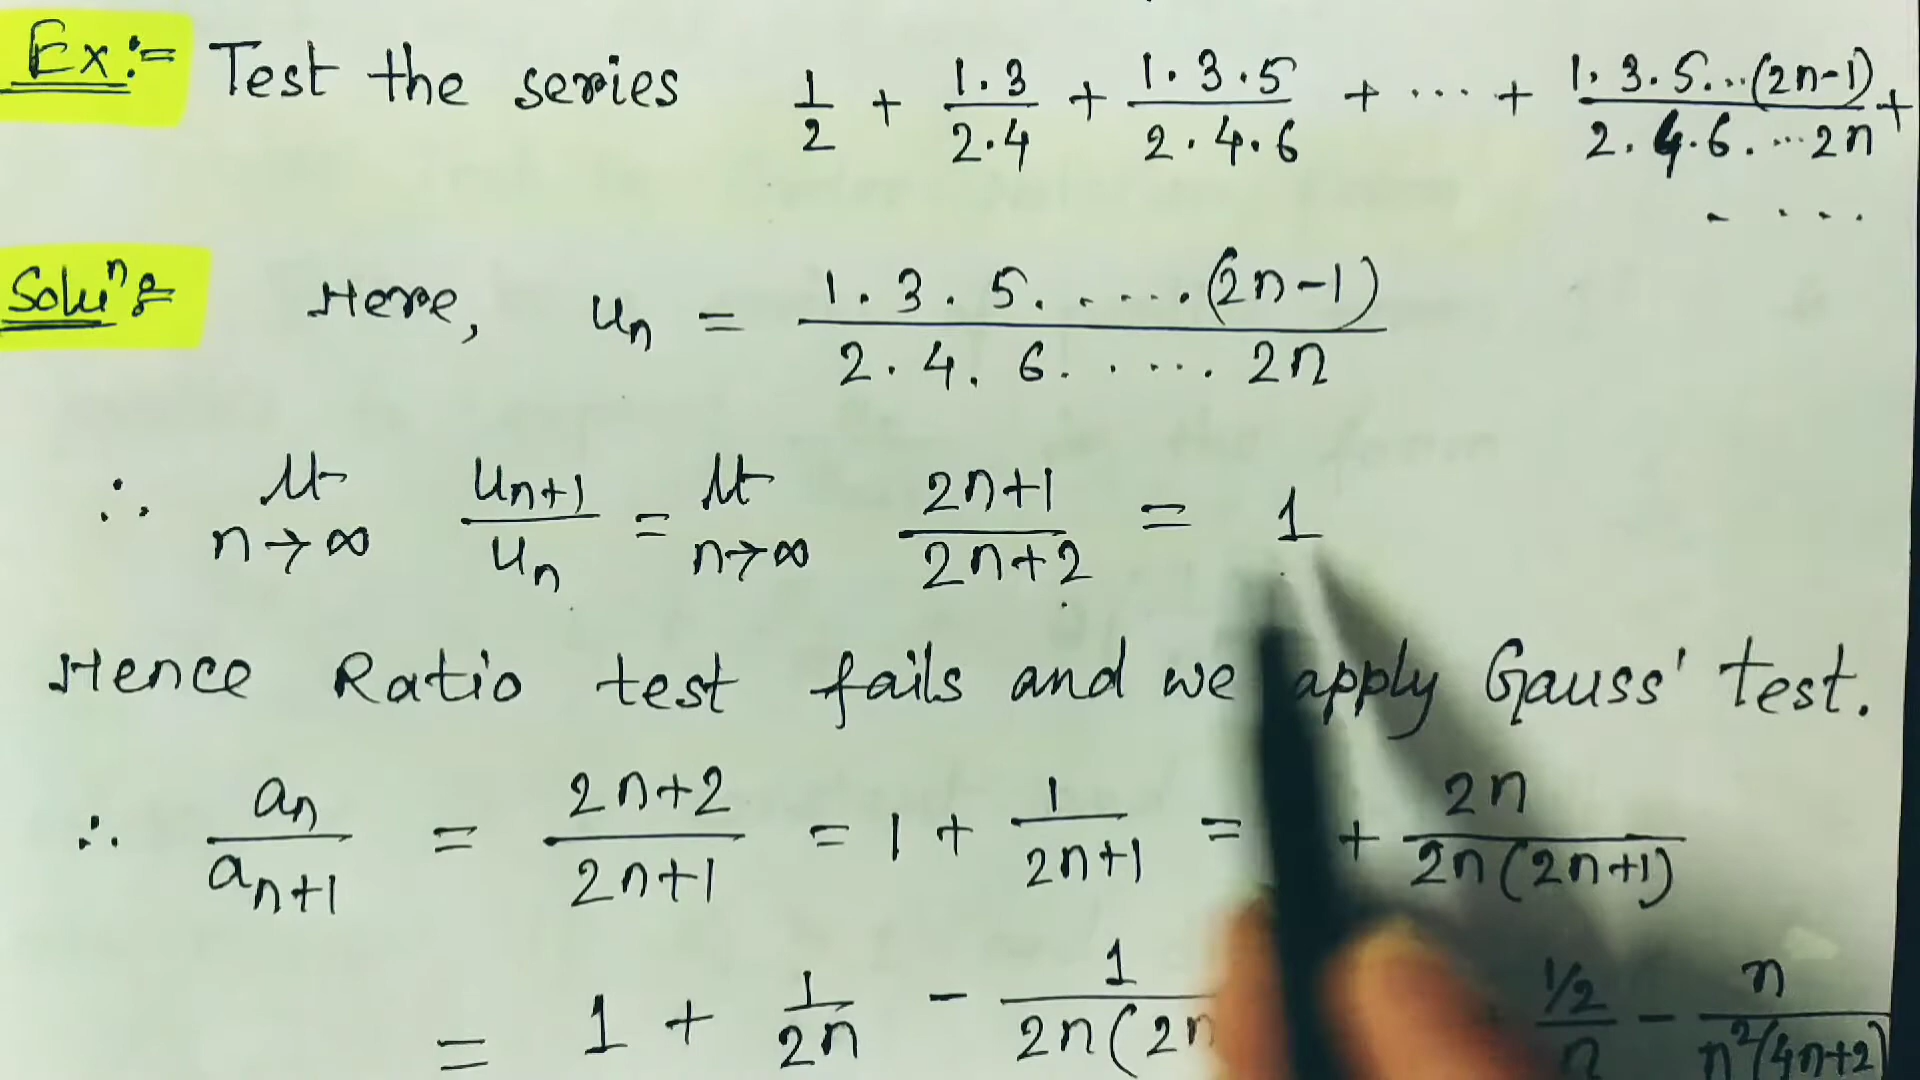 Ex:= Test the series 1/2 + 1.3/2.4 + 1.3.5/2.4.6 + ... + 1.3.5...(2n-1)/2.4.6....2n +
. . . .
Soluⁿ:= Here, uₙ = 1.3.5......(2n-1)/2.4.6......2n
∴ lt n→∞ uₙ₊₁/uₙ = lt n→∞ 2n+1/2n+2 = 1
Hence Ratio test fails and we apply Gauss' test.
∴ aₙ/aₙ₊₁ = 2n+2/2n+1 = 1 + 1/2n+1 = + 2n/2n(2n+1)
= 1 + 1/2n - 1/2n(2n 1/2/n - n/n²(4n+2)